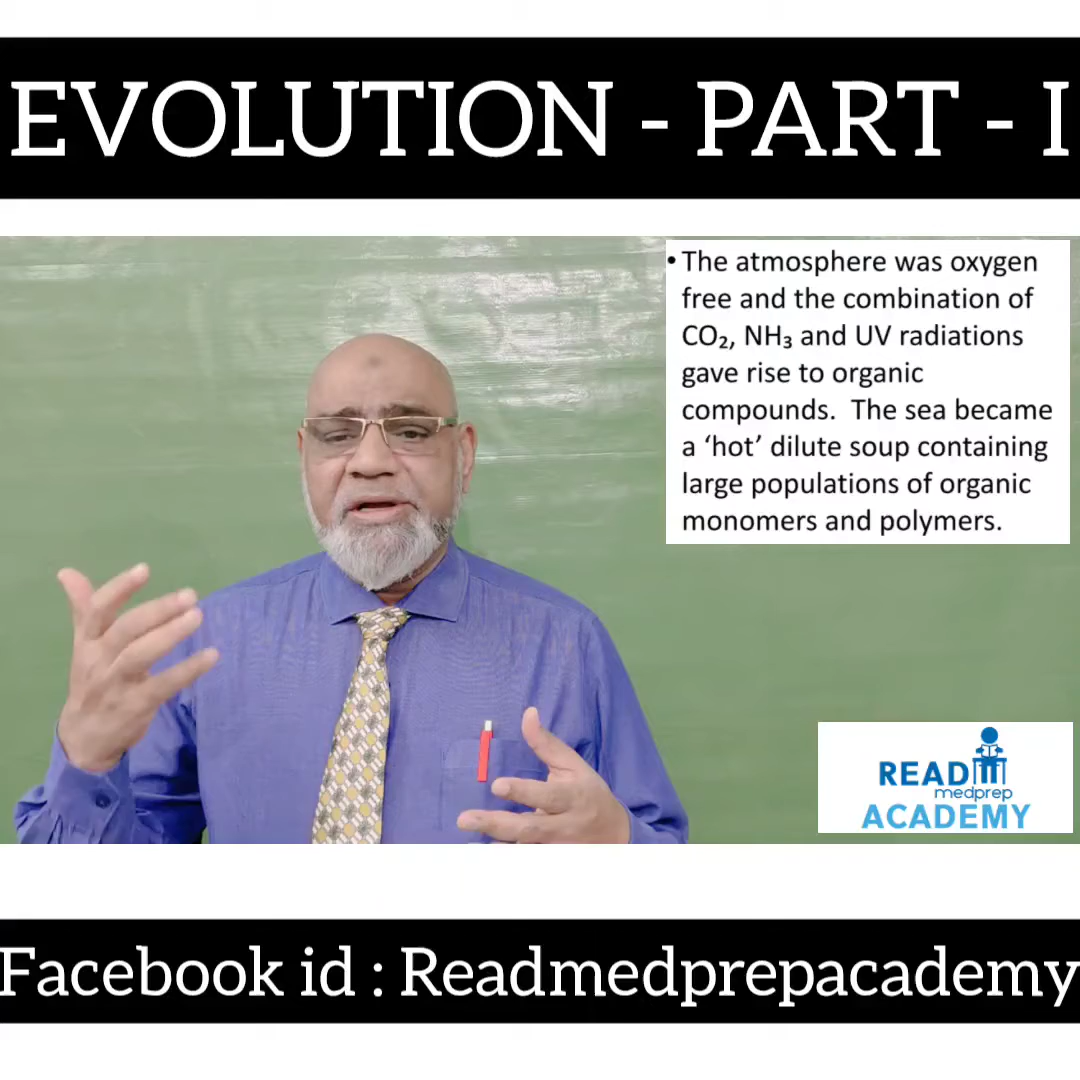 EVOLUTION - PART - I
• The atmosphere was oxygen
free and the combination of
CO₂, NH₃ and UV radiations
gave rise to organic
compounds. The sea became
a ‘hot’ dilute soup containing
large populations of organic
monomers and polymers.
READ
medprep
ACADEMY
Facebook id : Readmedprepacademy